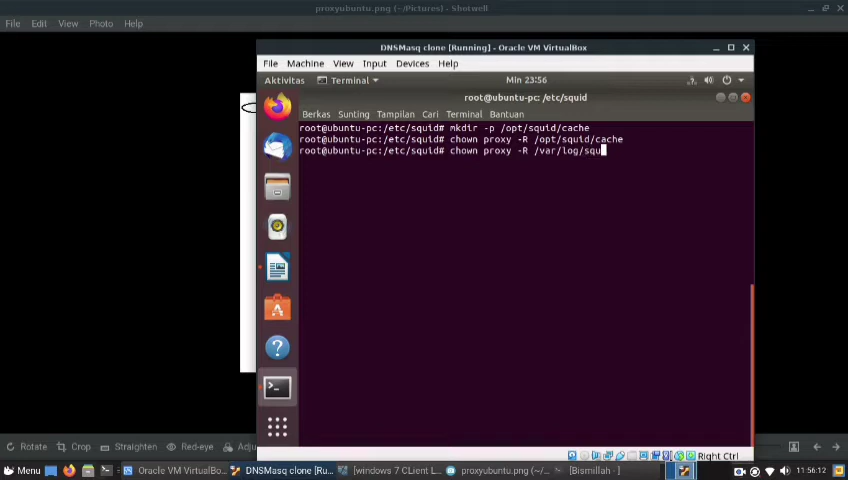 proxyubuntu.png (~/Pictures) - Shotwell
File Edit View Photo Help
DNSMasq clone [Running] - Oracle VM VirtualBox
File Machine View Input Devices Help
Aktivitas Terminal Min 23:56
root@ubuntu-pc: /etc/squid
Berkas Sunting Tampilan Cari Terminal Bantuan
root@ubuntu-pc:/etc/squid# mkdir -p /opt/squid/cache
root@ubuntu-pc:/etc/squid# chown proxy -R /opt/squid/cache
root@ubuntu-pc:/etc/squid# chown proxy -R /var/log/squ
Rotate Crop Straighten Red-eye Adju
Right Ctrl
Menu Oracle VM VirtualB... DNSMasq clone [Ru... [windows 7 CLient L... proxyubuntu.png (~/... [Bismillah - ] 11:56:12